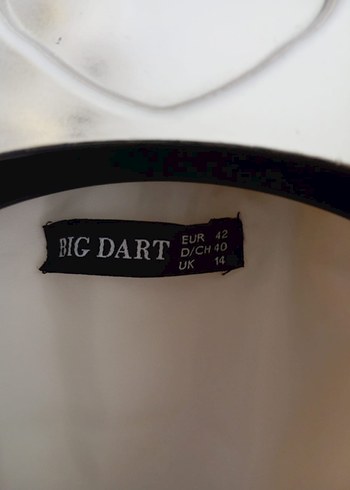 BIG DART
EUR 42
D/CH 40
UK 14